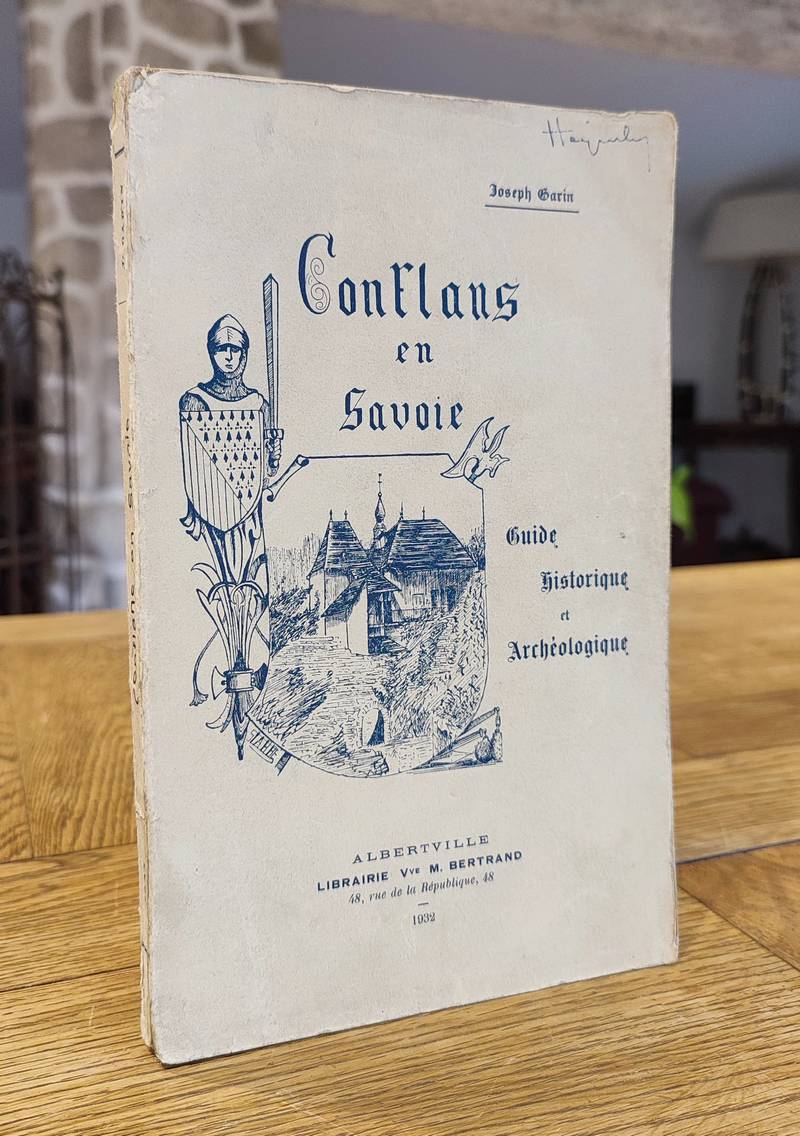 Joseph Garin
Conflans
en
Savoie
Guide
Historique
et
Archéologique
ALBERTVILLE
LIBRAIRIE Vve M. BERTRAND
48, rue de la République, 48
1932